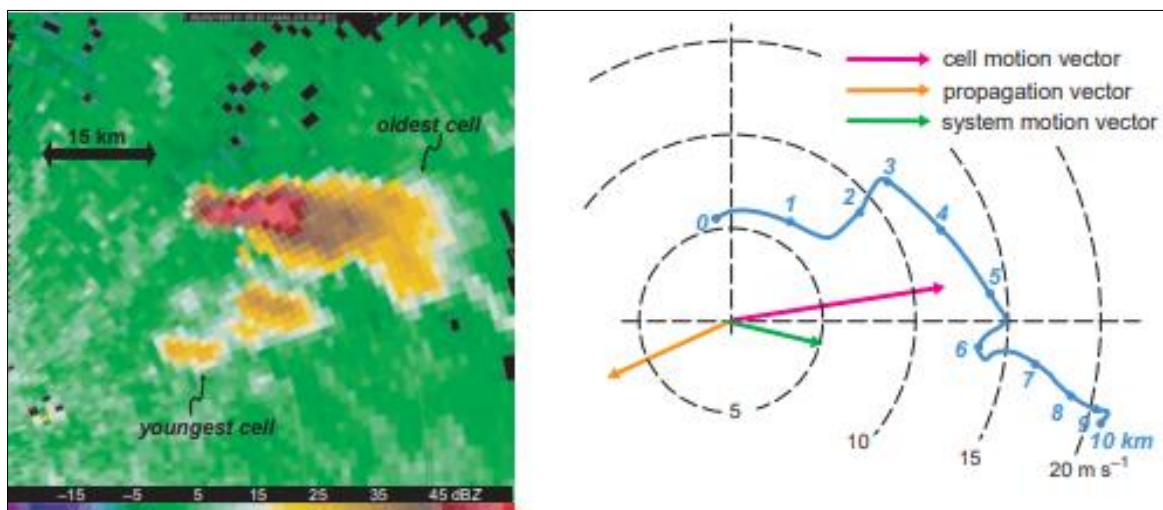 15 km
oldest cell
youngest cell
−15 −5 5 15 25 35 45 dBZ
cell motion vector
propagation vector
system motion vector
0
1
2
3
4
5
6
7
8
9
10 km
5
10
15
20 m s⁻¹